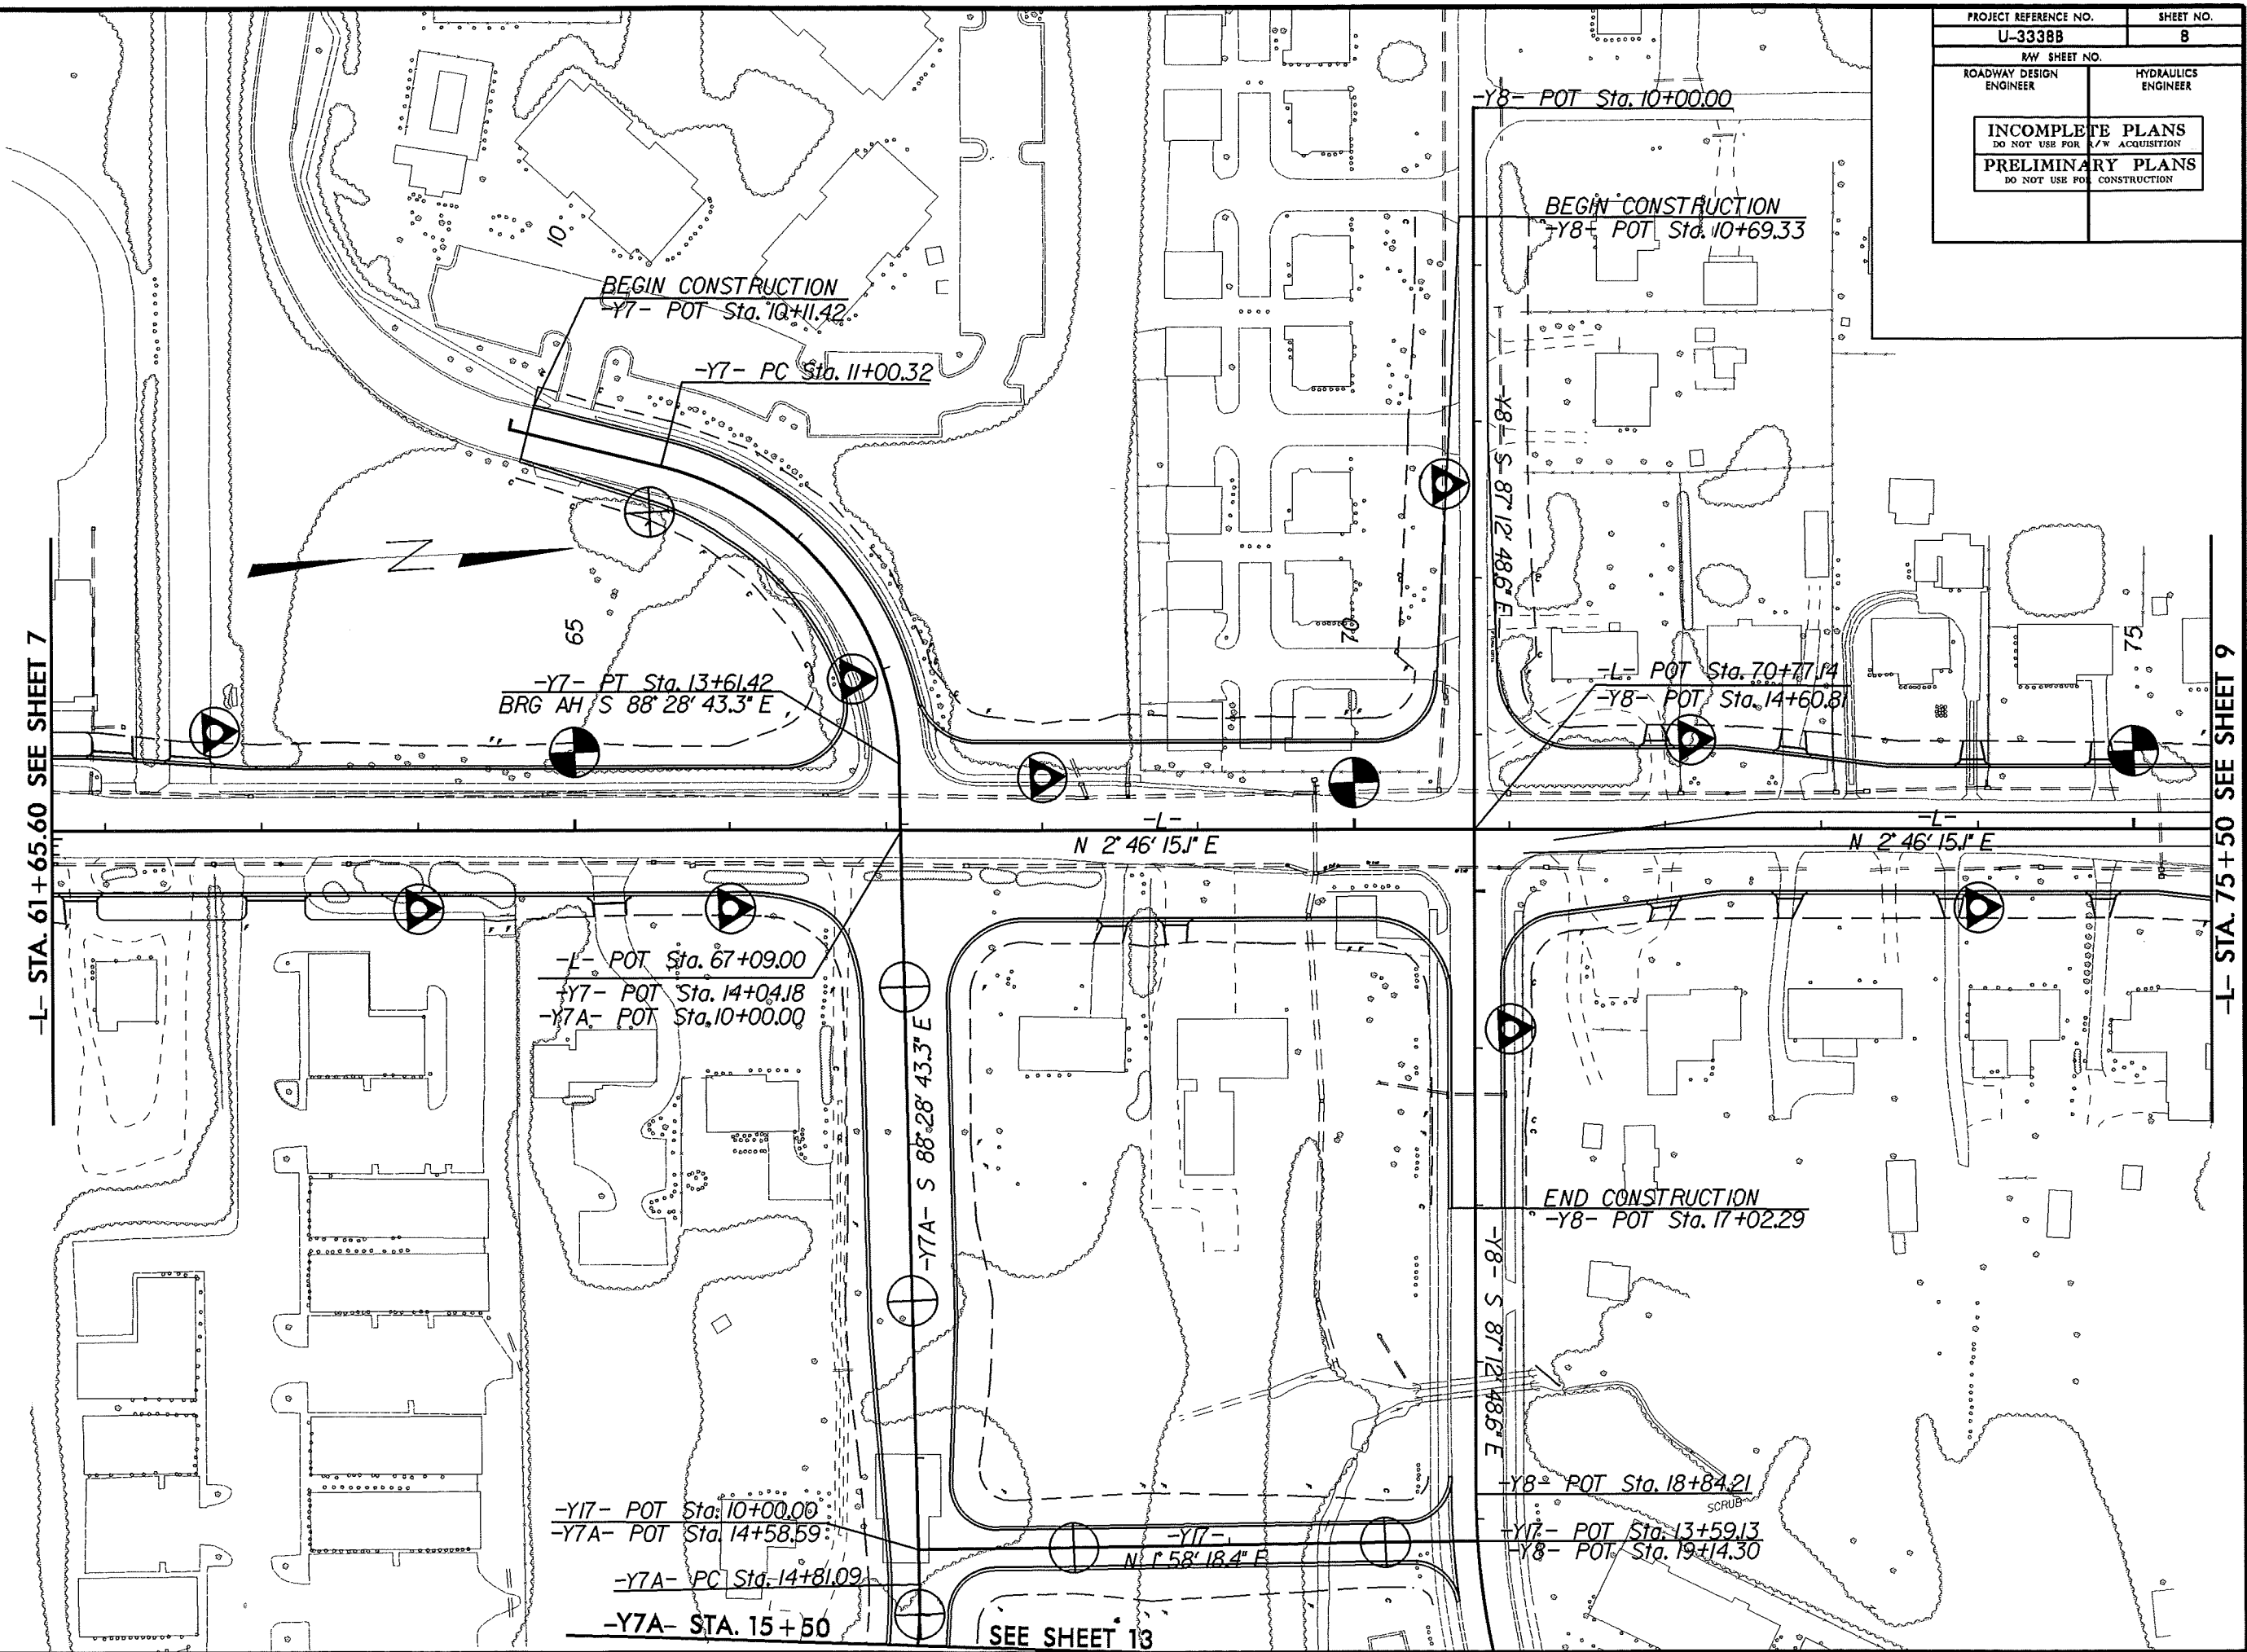 PROJECT REFERENCE NO.
SHEET NO.
U-3338B
8
RW SHEET NO.
ROADWAY DESIGN ENGINEER
HYDRAULICS ENGINEER
INCOMPLETE PLANS
DO NOT USE FOR R/W ACQUISITION
PRELIMINARY PLANS
DO NOT USE FOR CONSTRUCTION
-Y8- POT Sta. 10+00.00
BEGIN CONSTRUCTION
-Y8- POT Sta. 10+69.33
10
BEGIN CONSTRUCTION
-Y7- POT Sta. 10+11.42
-Y7- PC Sta. 11+00.32
-Y8- S 87° 12' 48.6" E
N
65
70
75
-L- STA. 61+65.60 SEE SHEET 7
-L- STA. 75+50 SEE SHEET 9
-Y7- PT Sta. 13+61.42
BRG AH S 88° 28' 43.3" E
-L- POT Sta. 70+77.14
-Y8- POT Sta. 14+60.81
-L-
N 2° 46' 15.1" E
-L-
N 2° 46' 15.1" E
-L- POT Sta. 67+09.00
-Y7- POT Sta. 14+04.18
-Y7A- POT Sta. 10+00.00
-Y7A- S 88° 28' 43.3" E
END CONSTRUCTION
-Y8- POT Sta. 17+02.29
-Y8- S 87° 12' 48.6" E
-Y8- POT Sta. 18+84.21
SCRUB
-Y17- POT Sta. 10+00.00
-Y7A- POT Sta. 14+58.59
-Y17-
N 1° 58' 18.4" E
-Y17- POT Sta. 13+59.13
-Y8- POT Sta. 19+14.30
-Y7A- PC Sta. 14+81.09
-Y7A- STA. 15+50
SEE SHEET 13